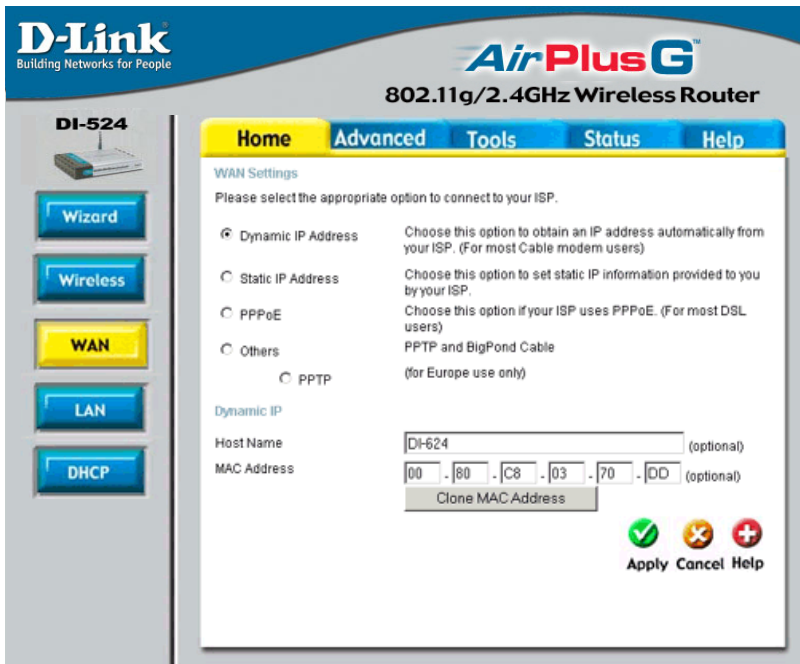 D-Link
Building Networks for People
AirPlus G™
802.11g/2.4GHz Wireless Router
DI-524
Home Advanced Tools Status Help
Wizard
Wireless
WAN
LAN
DHCP
WAN Settings
Please select the appropriate option to connect to your ISP.
Dynamic IP Address Choose this option to obtain an IP address automatically from
your ISP. (For most Cable modem users)
Static IP Address Choose this option to set static IP information provided to you
by your ISP.
PPPoE Choose this option if your ISP uses PPPoE. (For most DSL
users)
Others PPTP and BigPond Cable
PPTP (for Europe use only)
Dynamic IP
Host Name DI-624 (optional)
MAC Address 00 - 80 - C8 - 03 - 70 - DD (optional)
Clone MAC Address
Apply Cancel Help